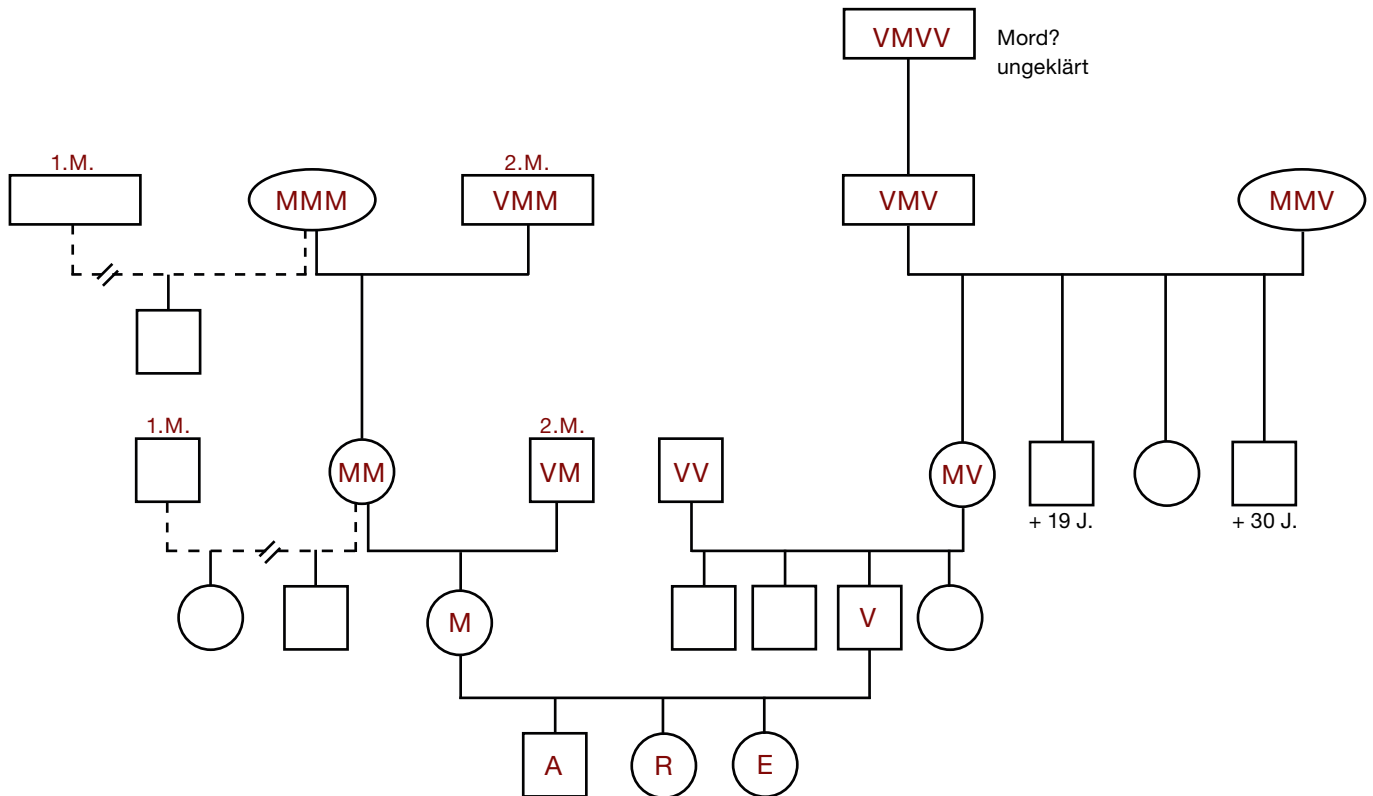 VMVV
Mord?
ungeklärt
1.M.
2.M.
MMM
VMM
VMV
MMV
1.M.
2.M.
MM
VM
VV
MV
+ 19 J.
+ 30 J.
M
V
A
R
E